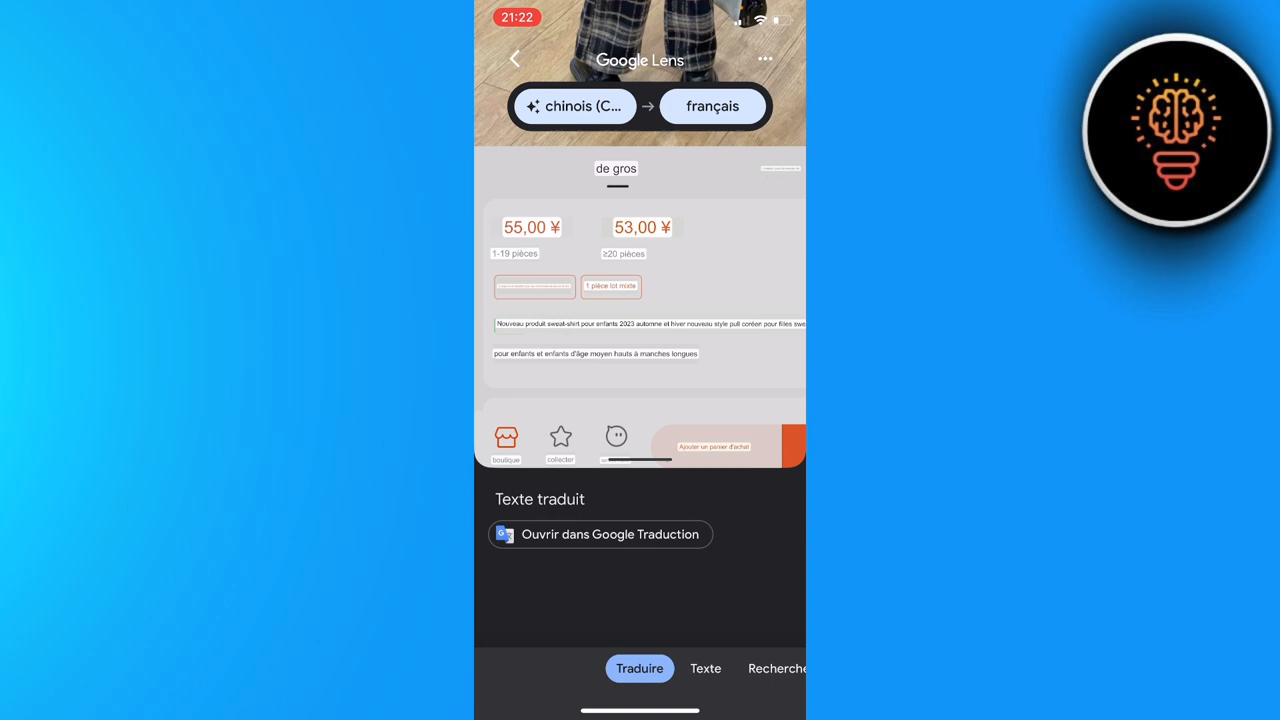 21:22
Google Lens
chinois (C...
français
de gros
55,00 ¥
53,00 ¥
1-19 pièces
≥20 pièces
1 pièce lot mixte
Nouveau produit sweat-shirt pour enfants 2023 automne et hiver nouveau style pull coréen pour filles swe
pour enfants et enfants d'âge moyen hauts à manches longues
boutique
collecter
Ajouter un panier d'achat
Texte traduit
Ouvrir dans Google Traduction
Traduire
Texte
Recherche